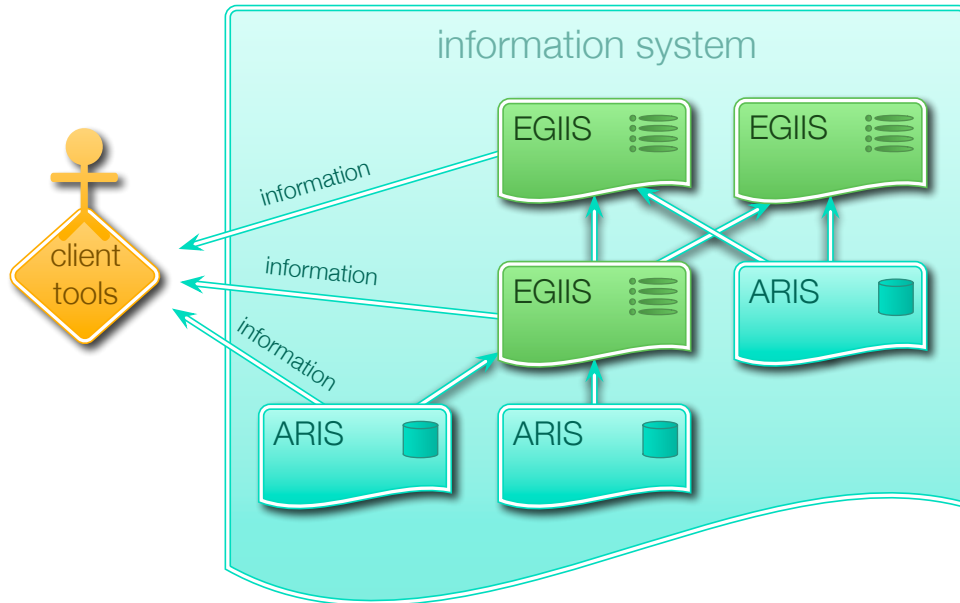 information system
EGIIS
EGIIS
information
client
tools
information
EGIIS
ARIS
information
ARIS
ARIS